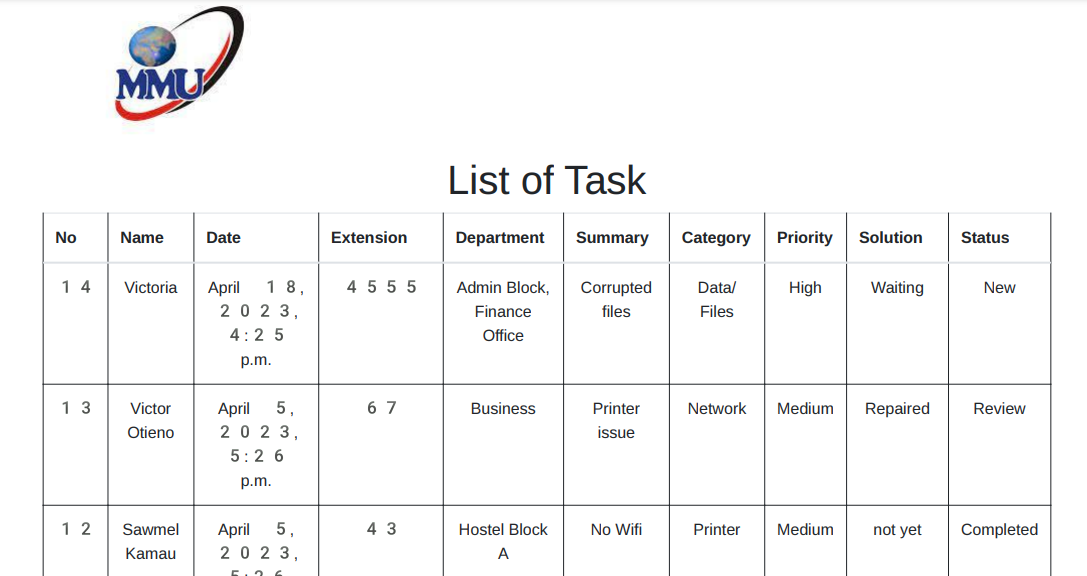 MMU
List of Task
No Name Date Extension Department Summary Category Priority Solution Status
14 Victoria April 18, 4555 Admin Block, Corrupted Data/ High Waiting New
2023, Finance files Files
4:25 Office
p.m.
13 Victor April 5, 67 Business Printer Network Medium Repaired Review
Otieno 2023, issue
5:26
p.m.
12 Sawmel April 5, 43 Hostel Block No Wifi Printer Medium not yet Completed
Kamau 2023, A
5:26